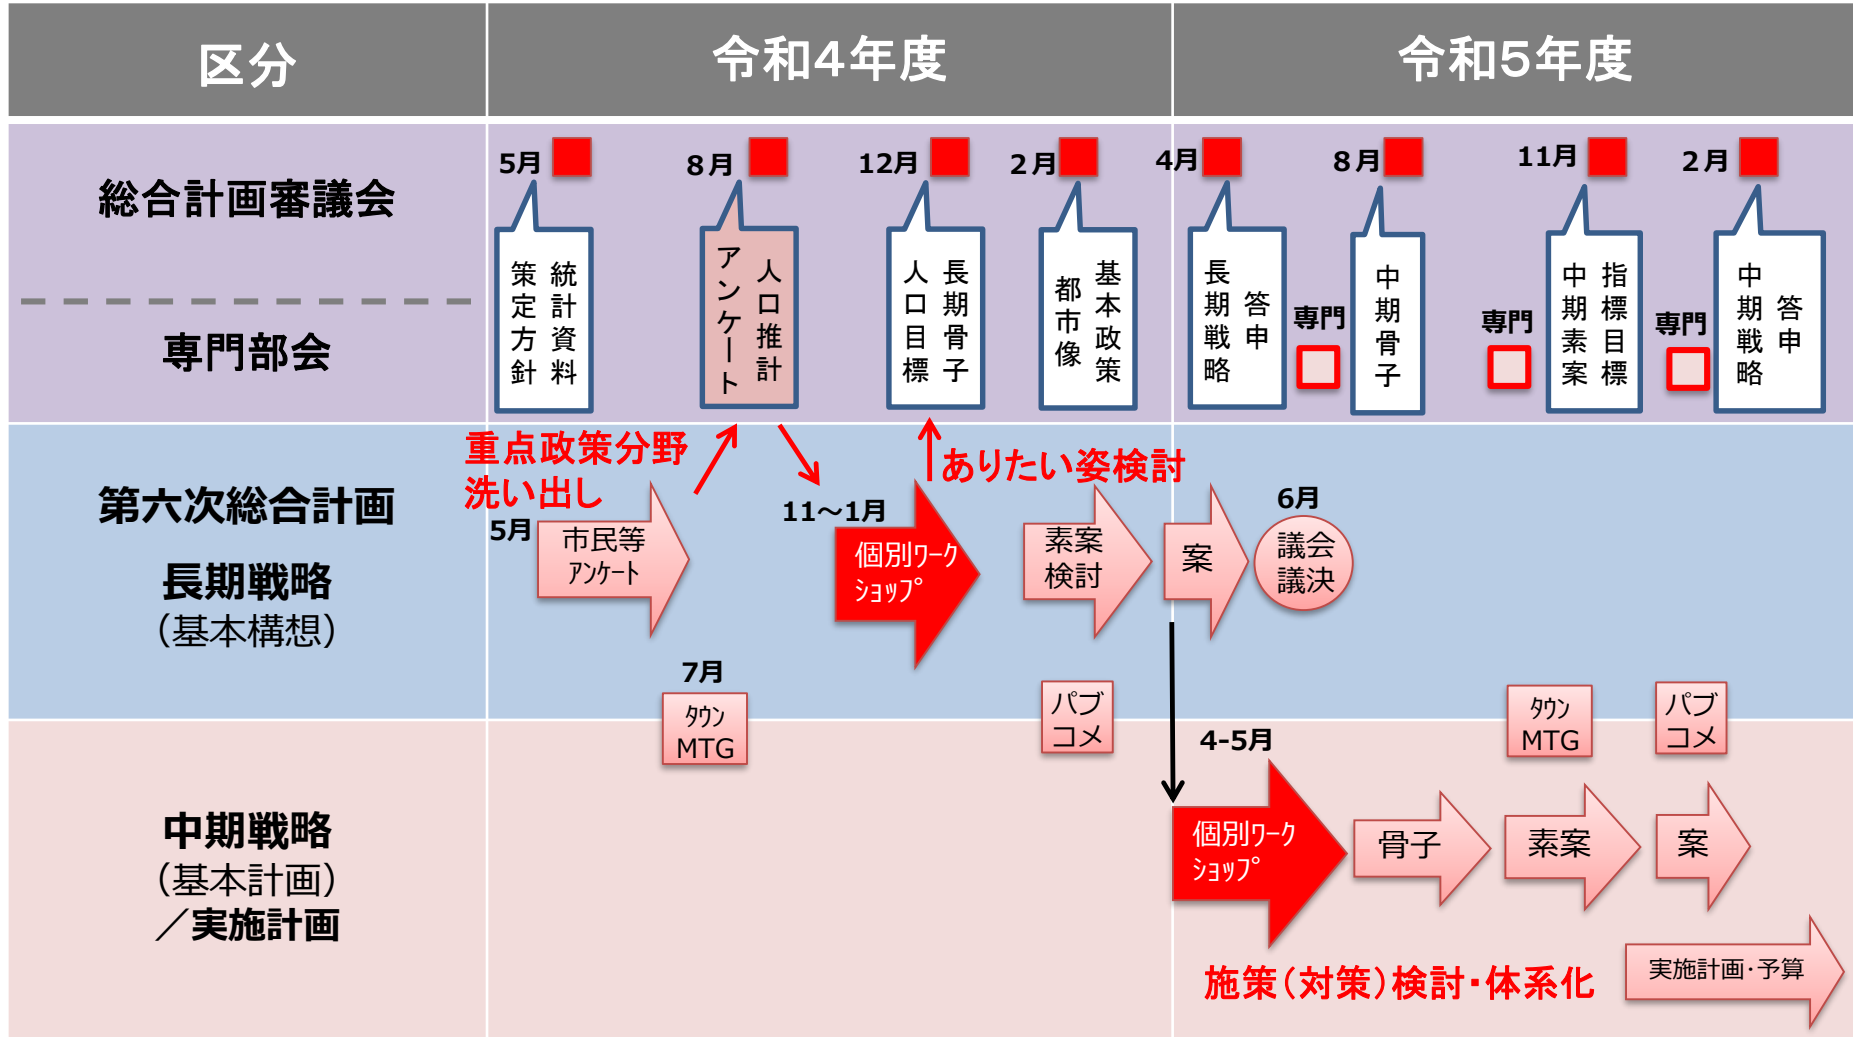 区分
令和4年度
令和5年度
総合計画審議会
専門部会
5月
8月
12月
2月
4月
8月
11月
2月
統計資料
策定方針
人口推計
アンケート
長期骨子
人口目標
基本政策
都市像
答申
長期戦略
専門
中期骨子
専門
指標目標
中期素案
専門
答申
中期戦略
第六次総合計画
長期戦略
（基本構想）
重点政策分野
洗い出し
5月
市民等
ｱﾝｹｰﾄ
11～1月
個別ﾜｰｸ
ｼｮｯﾌﾟ
ありたい姿検討
素案
検討
案
6月
議会
議決
7月
ﾀｳﾝ
MTG
パブ
コメ
ﾀｳﾝ
MTG
パブ
コメ
中期戦略
（基本計画）
／実施計画
4-5月
個別ﾜｰｸ
ｼｮｯﾌﾟ
骨子
素案
案
施策（対策）検討・体系化
実施計画・予算